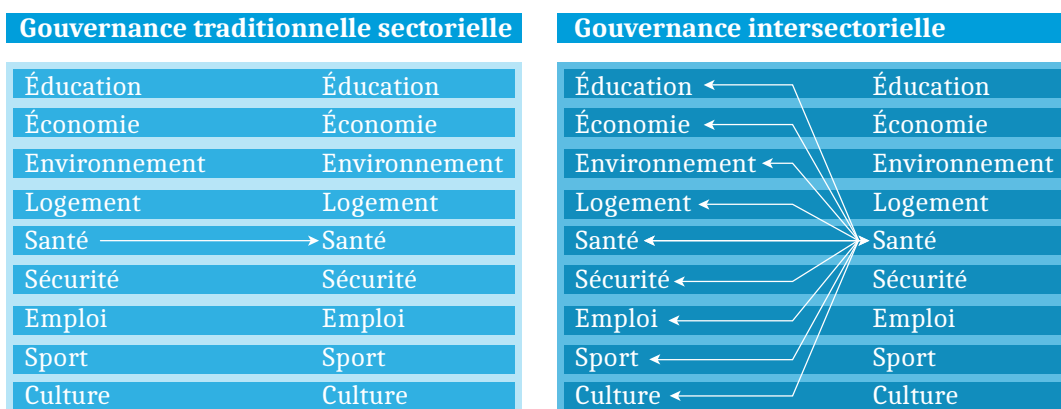 Gouvernance traditionnelle sectorielle
Éducation Éducation
Économie Économie
Environnement Environnement
Logement Logement
Santé Santé
Sécurité Sécurité
Emploi Emploi
Sport Sport
Culture Culture
Gouvernance intersectorielle
Éducation Éducation
Économie Économie
Environnement Environnement
Logement Logement
Santé Santé
Sécurité Sécurité
Emploi Emploi
Sport Sport
Culture Culture